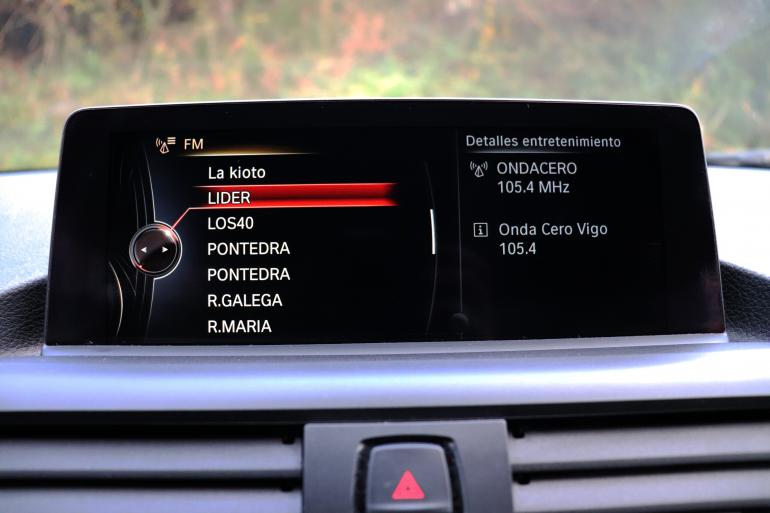 FM
La kioto
LIDER
LOS40
PONTEDRA
PONTEDRA
R.GALEGA
R.MARIA
Detalles entretenimiento
ONDACERO
105.4 MHz
Onda Cero Vigo
105.4